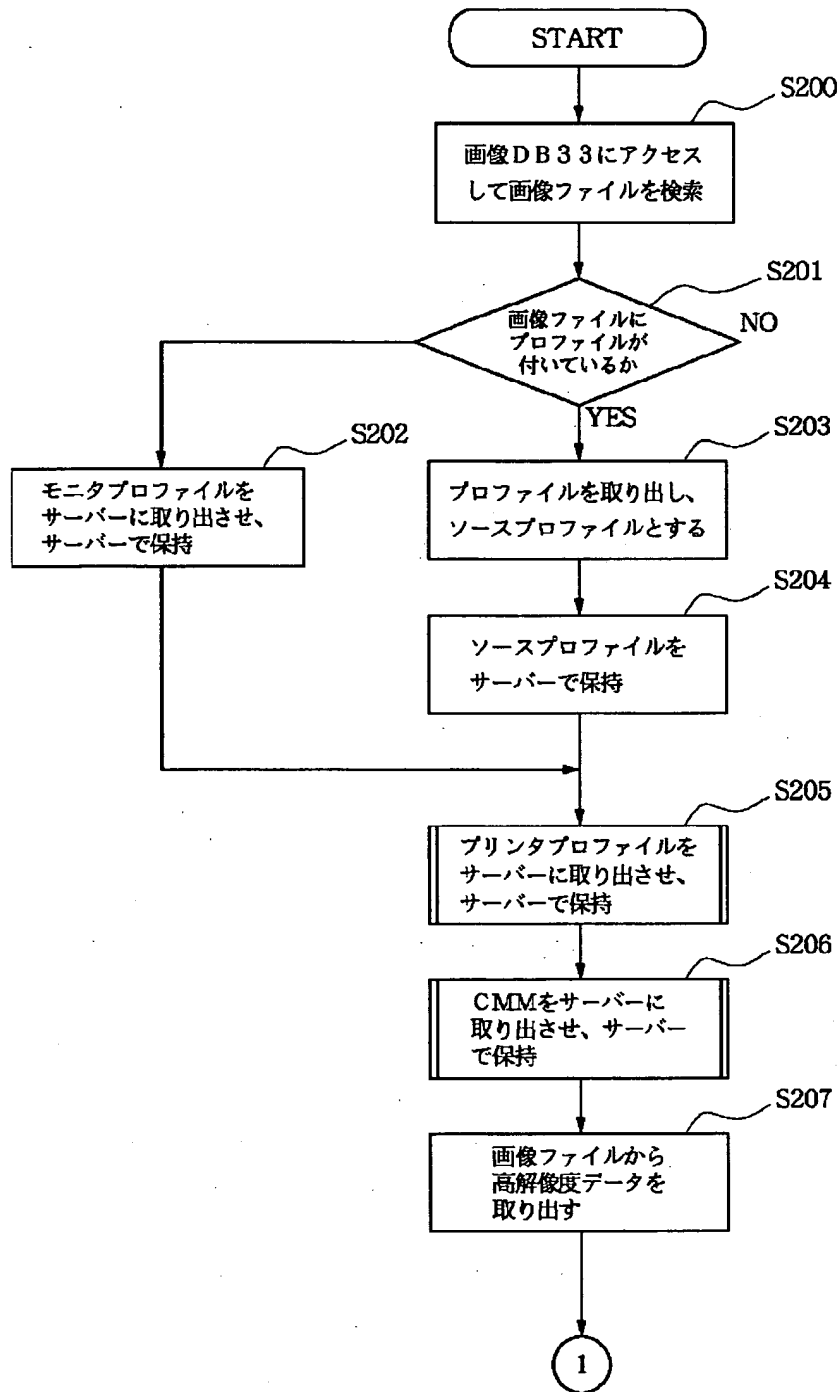 START
S200
画像DB33にアクセス
して画像ファイルを検索
S201
画像ファイルに
プロファイルが
付いているか
NO
YES
S202
モニタプロファイルを
サーバーに取り出させ、
サーバーで保持
S203
プロファイルを取り出し、
ソースプロファイルとする
S204
ソースプロファイルを
サーバーで保持
S205
プリンタプロファイルを
サーバーに取り出させ、
サーバーで保持
S206
CMMをサーバーに
取り出させ、サーバー
で保持
S207
画像ファイルから
高解像度データを
取り出す
1